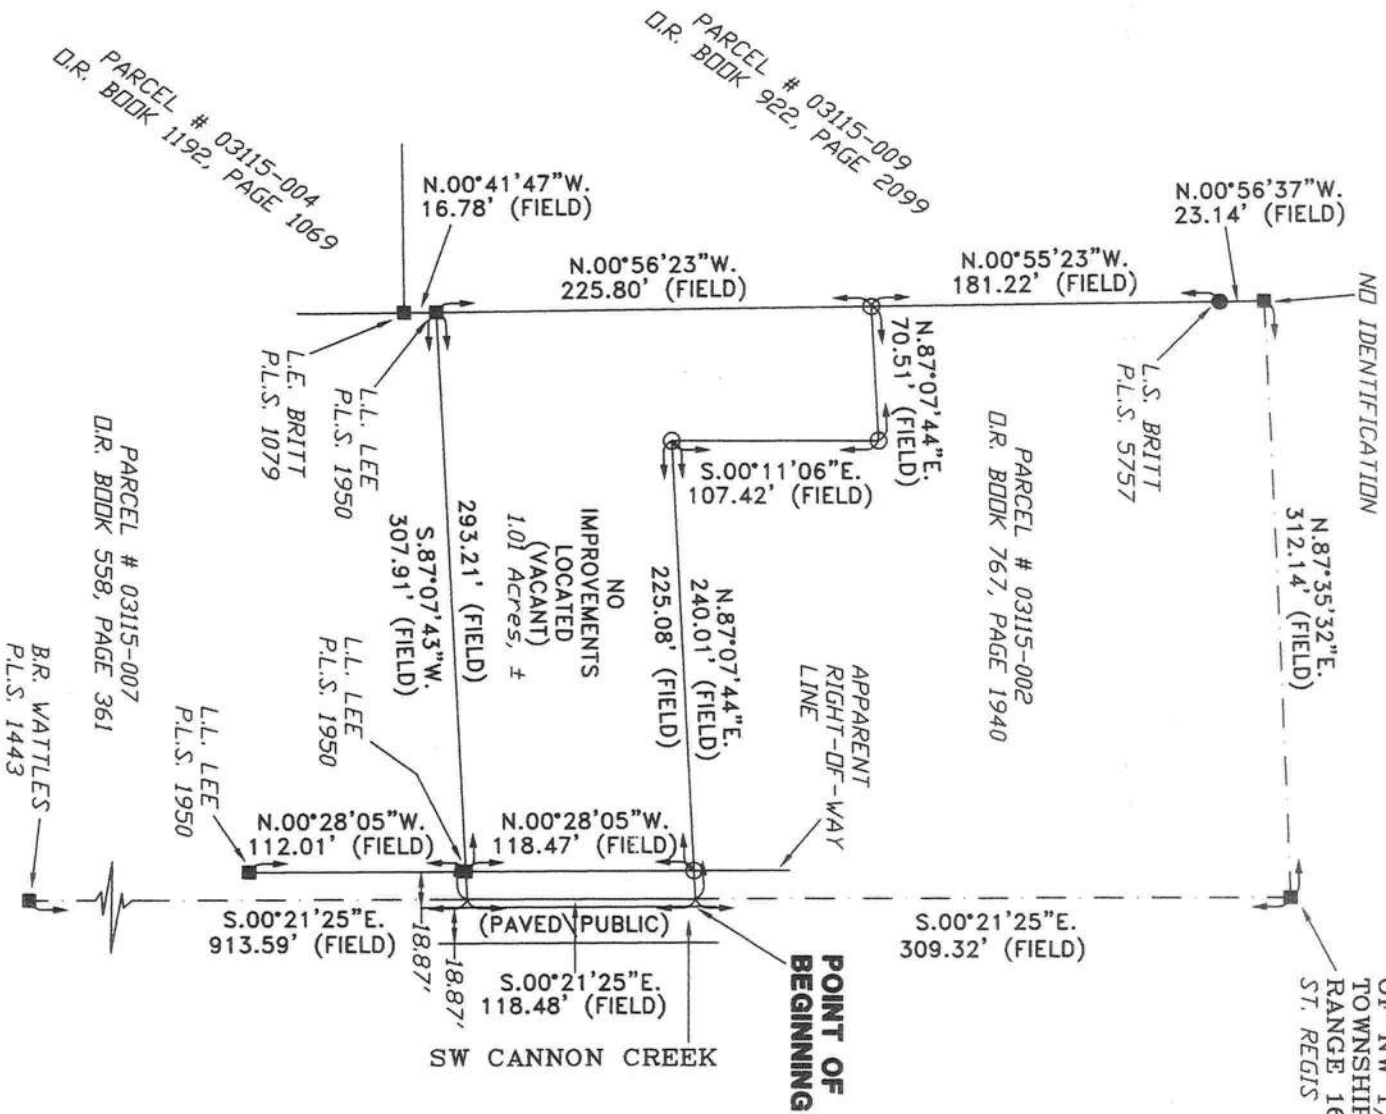 PARCEL # 03115-009
O.R. BOOK 922, PAGE 2099
PARCEL # 03115-004
O.R. BOOK 1192, PAGE 1069
N.00°41'47"W.
16.78' (FIELD)
N.00°56'23"W.
225.80' (FIELD)
N.00°55'23"W.
181.22' (FIELD)
N.00°56'37"W.
23.14' (FIELD)
NO IDENTIFICATION
L.S. BRITT
P.L.S. 5757
N.87°07'44"E.
70.51' (FIELD)
S.00°11'06"E.
107.42' (FIELD)
PARCEL # 03115-002
O.R. BOOK 767, PAGE 1940
N.87°35'32"E.
312.14' (FIELD)
L.E. BRITT
P.L.S. 1079
L.L. LEE
P.L.S. 1950
293.21' (FIELD)
S.87°07'43"W.
307.91' (FIELD)
NO
IMPROVEMENTS
LOCATED
(VACANT)
1.01 Acres, ±
N.87°07'44"E.
240.01' (FIELD)
225.08' (FIELD)
APPARENT
RIGHT-OF-WAY
LINE
PARCEL # 03115-007
O.R. BOOK 558, PAGE 361
L.L. LEE
P.L.S. 1950
L.L. LEE
P.L.S. 1950
B.R. WATTLES
P.L.S. 1443
N.00°28'05"W.
112.01' (FIELD)
N.00°28'05"W.
118.47' (FIELD)
S.00°21'25"E.
913.59' (FIELD)
18.87'
18.87'
(PAVED\PUBLIC)
S.00°21'25"E.
118.48' (FIELD)
SW CANNON CREEK
S.00°21'25"E.
309.32' (FIELD)
POINT OF
BEGINNING
OF NW
TOWNSHIP
RANGE 16
ST. REGIS